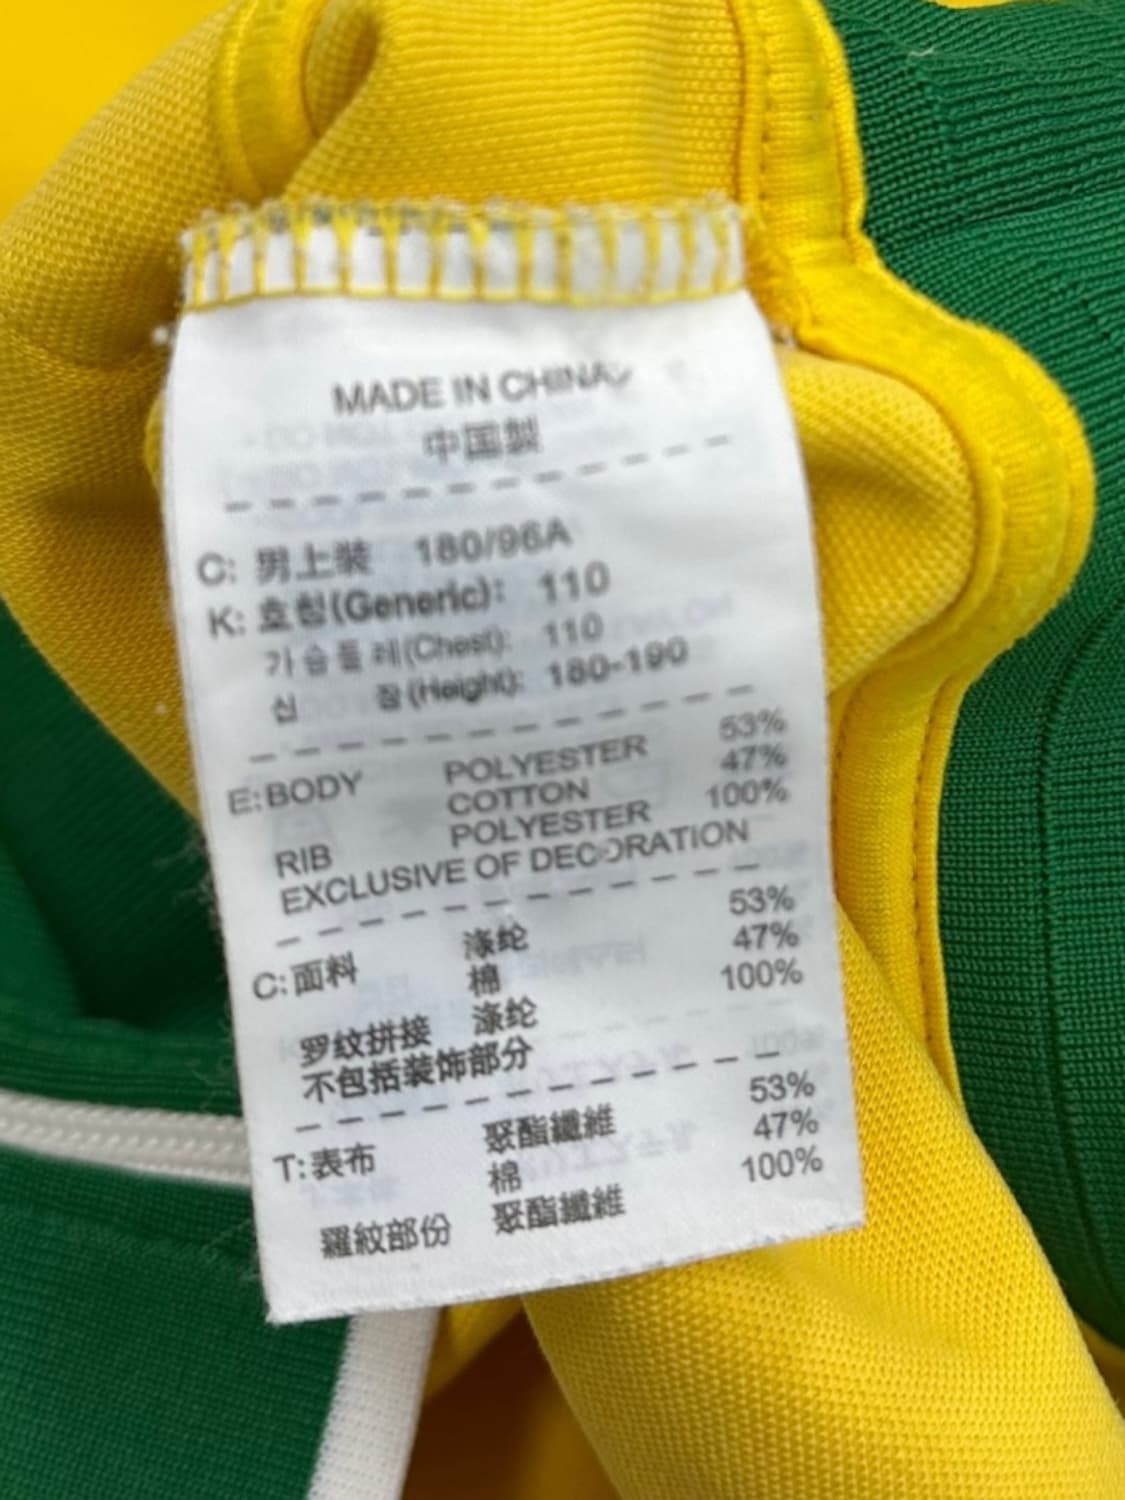 MADE IN CHINA
中国製
C: 男上裝 180/96A
K: 호칭(Generic): 110
가슴둘레(Chest): 110
신 장(Height): 180-190
E: BODY POLYESTER 53%
COTTON 47%
RIB POLYESTER 100%
EXCLUSIVE OF DECORATION
C: 面料 涤纶 53%
棉 47%
罗纹拼接 涤纶 100%
不包括装饰部分
T: 表布 聚酯纖維 53%
棉 47%
羅紋部份 聚酯纖維 100%